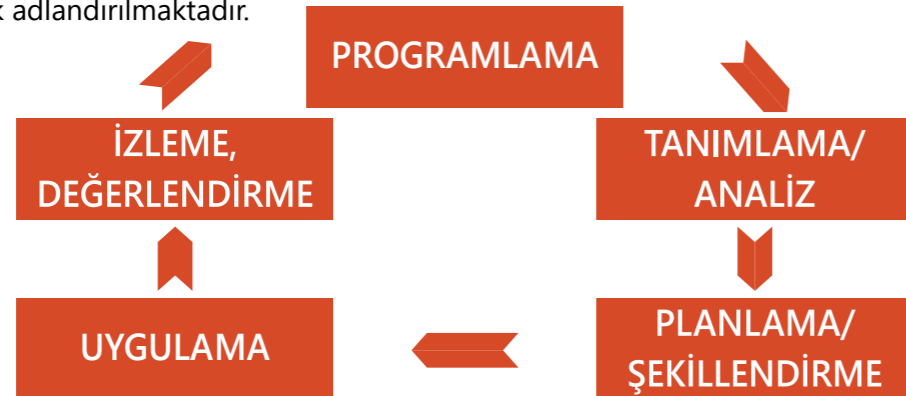 k adlandırılmaktadır.
PROGRAMLAMA
TANIMLAMA/
ANALİZ
PLANLAMA/
ŞEKİLLENDİRME
UYGULAMA
İZLEME,
DEĞERLENDİRME